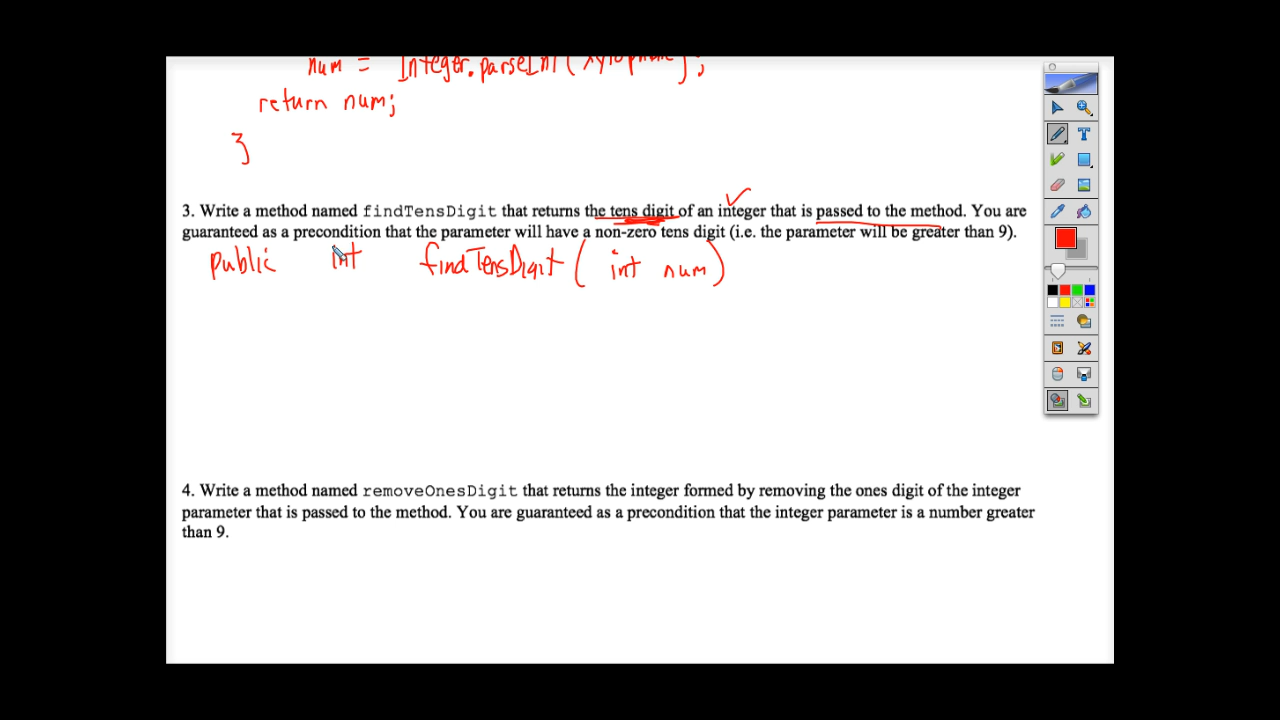 num = Integer.parseInt(xylophone);
return num;
}
3. Write a method named findTensDigit that returns the tens digit of an integer that is passed to the method. You are
guaranteed as a precondition that the parameter will have a non-zero tens digit (i.e. the parameter will be greater than 9).
public int findTensDigit( int num)
4. Write a method named removeOnesDigit that returns the integer formed by removing the ones digit of the integer
parameter that is passed to the method. You are guaranteed as a precondition that the integer parameter is a number greater
than 9.
T